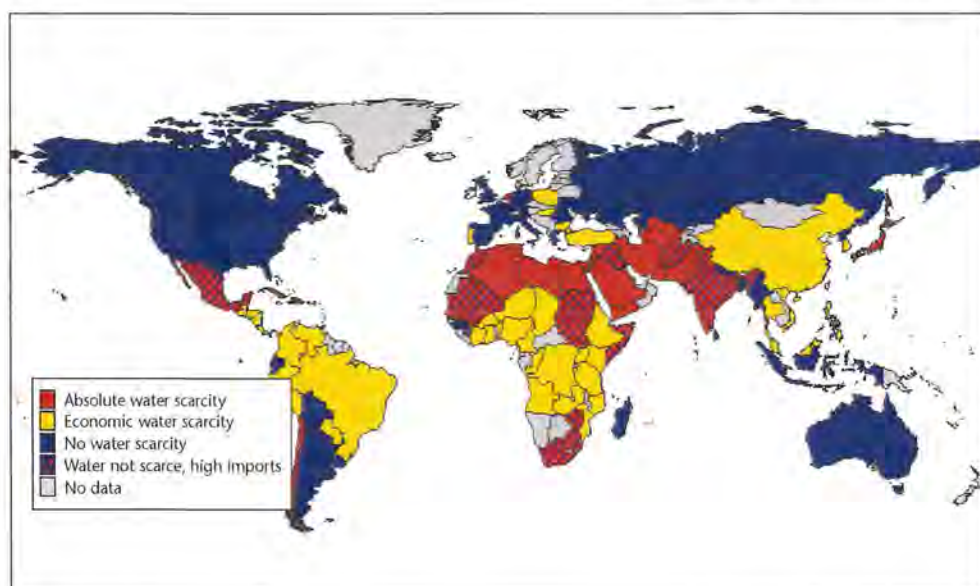 Absolute water scarcity
Economic water scarcity
No water scarcity
Water not scarce, high imports
No data